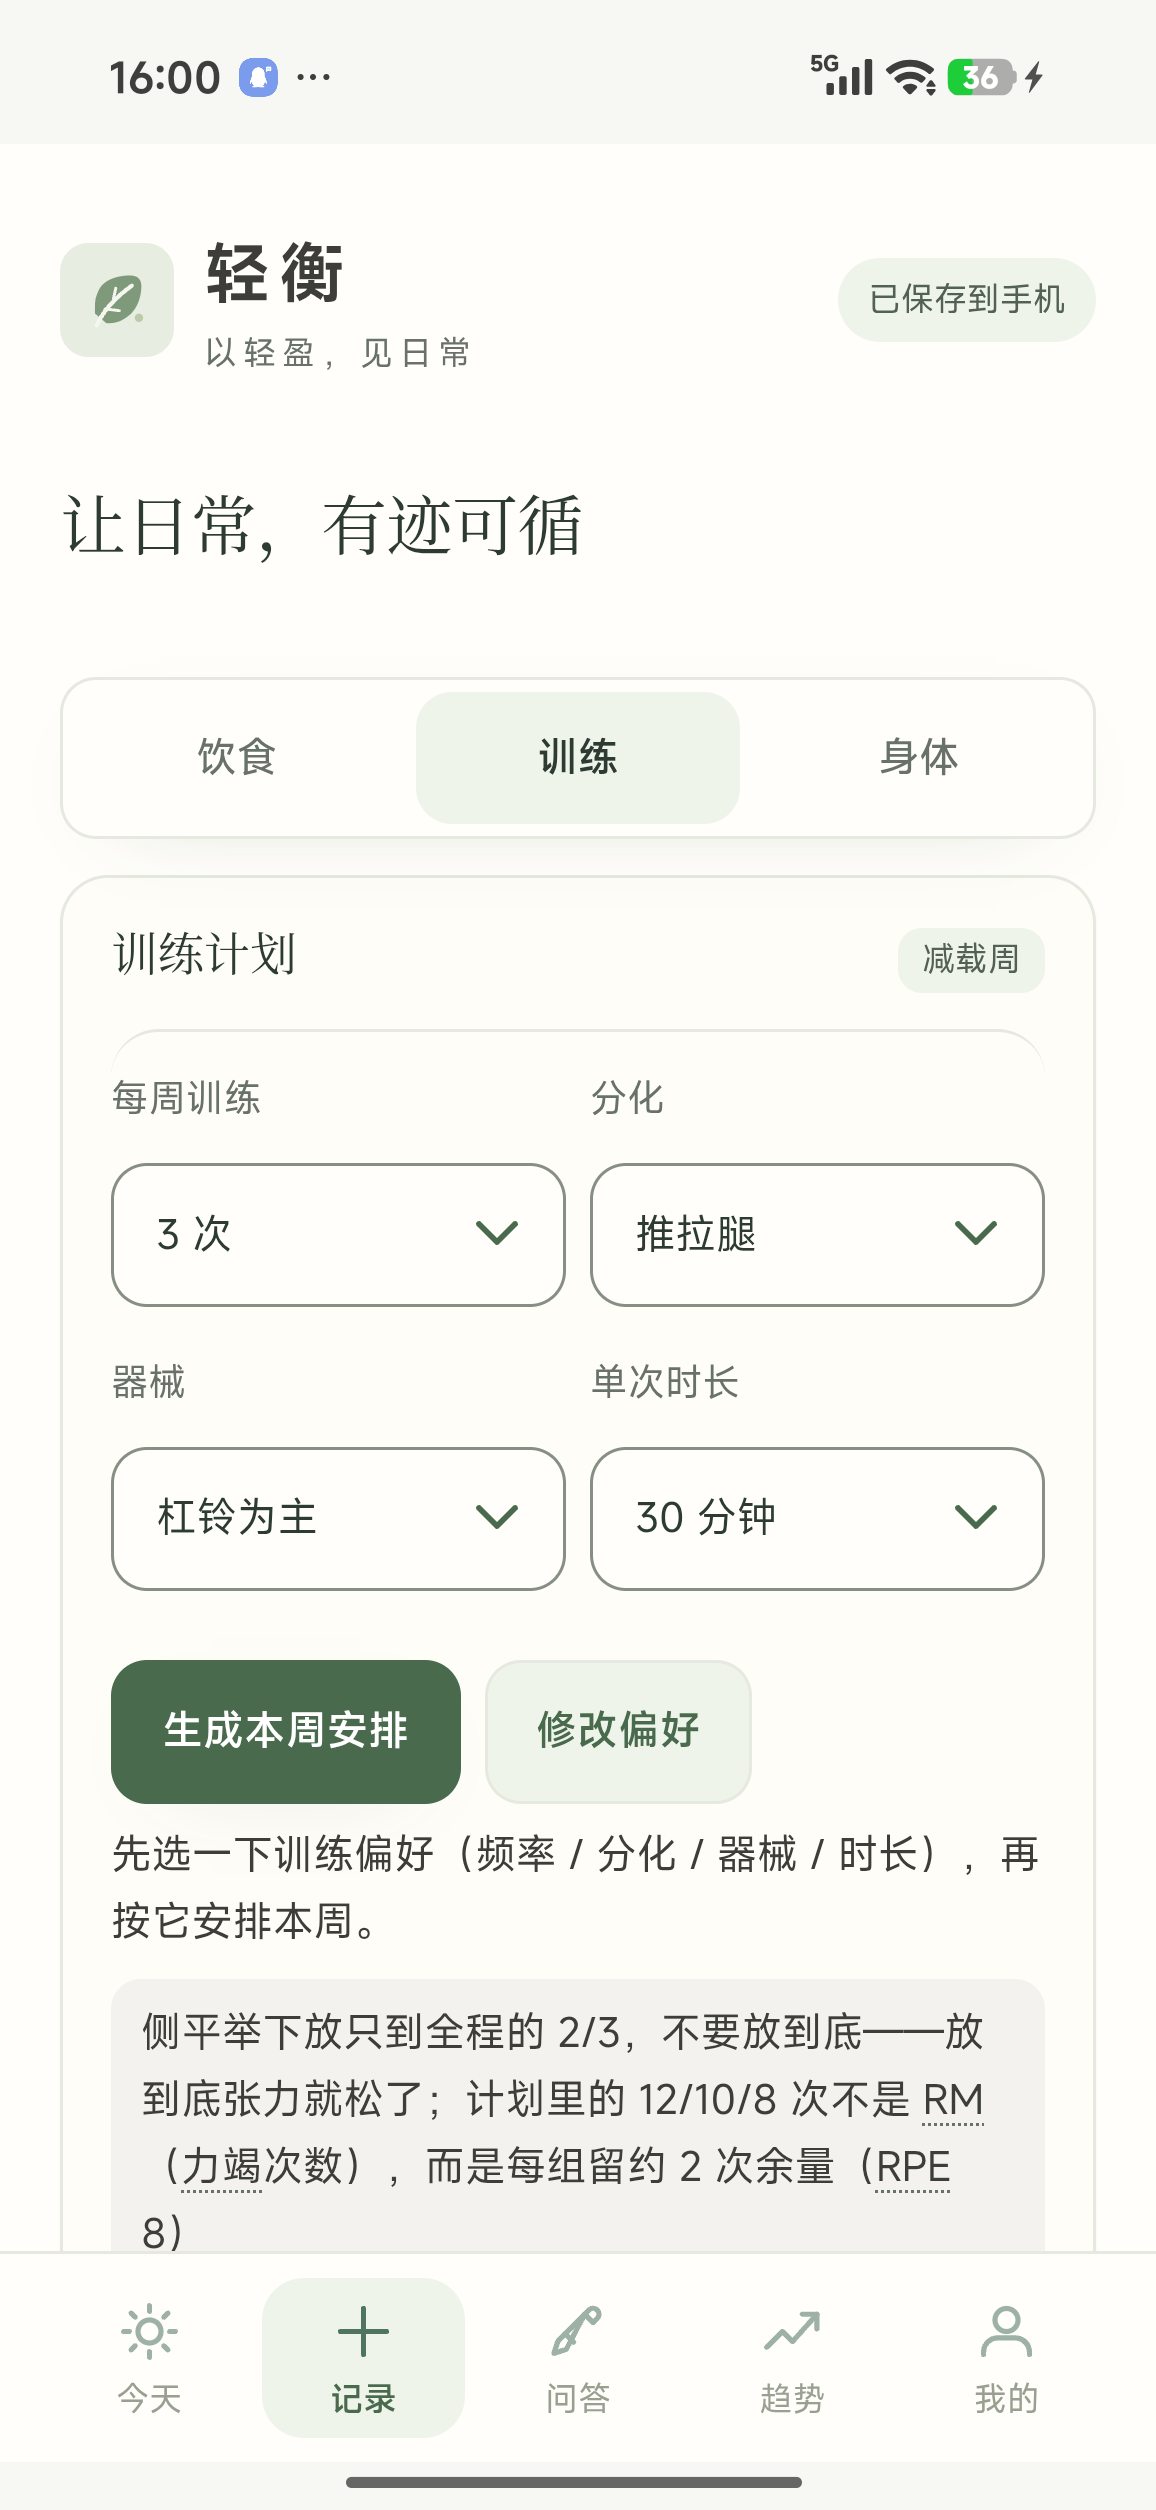 16:00 ··· 5G 36
轻衡
以轻盈，见日常
已保存到手机
让日常，有迹可循
饮食 训练 身体
训练计划 减载周
每周训练 分化
3 次 推拉腿
器械 单次时长
杠铃为主 30 分钟
生成本周安排 修改偏好
先选一下训练偏好（频率 / 分化 / 器械 / 时长），再
按它安排本周。
侧平举下放只到全程的 2/3，不要放到底——放
到底张力就松了；计划里的 12/10/8 次不是 RM
（力竭次数），而是每组留约 2 次余量（RPE
8）
今天 记录 问答 趋势 我的